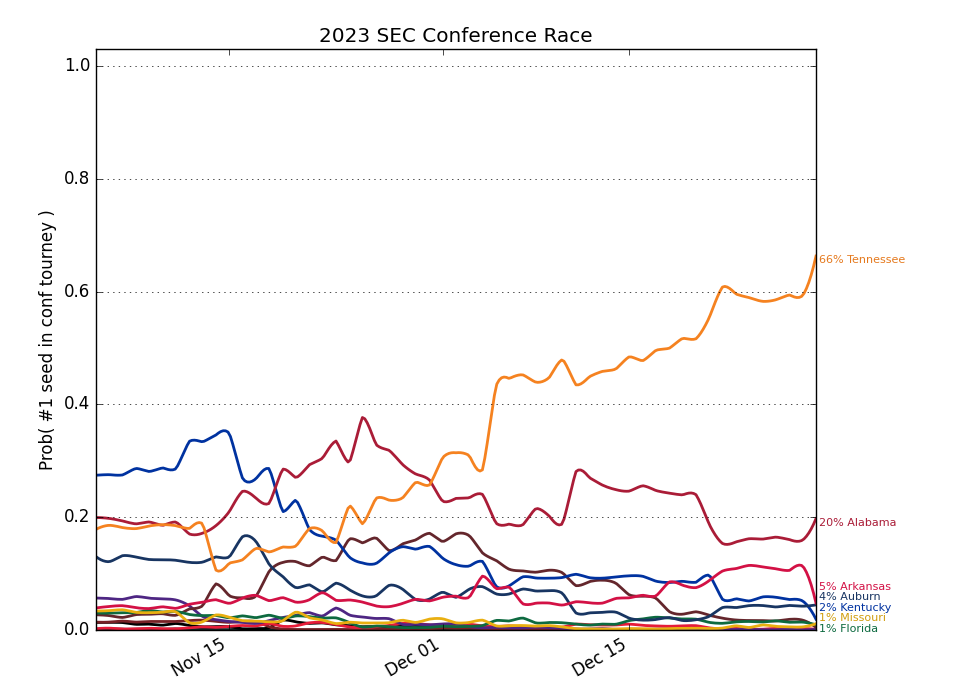 2023 SEC Conference Race
Prob( #1 seed in conf tourney )
1.0
0.8
0.6
0.4
0.2
0.0
Nov 15
Dec 01
Dec 15
66% Tennessee
20% Alabama
5% Arkansas
4% Auburn
2% Kentucky
1% Missouri
1% Florida